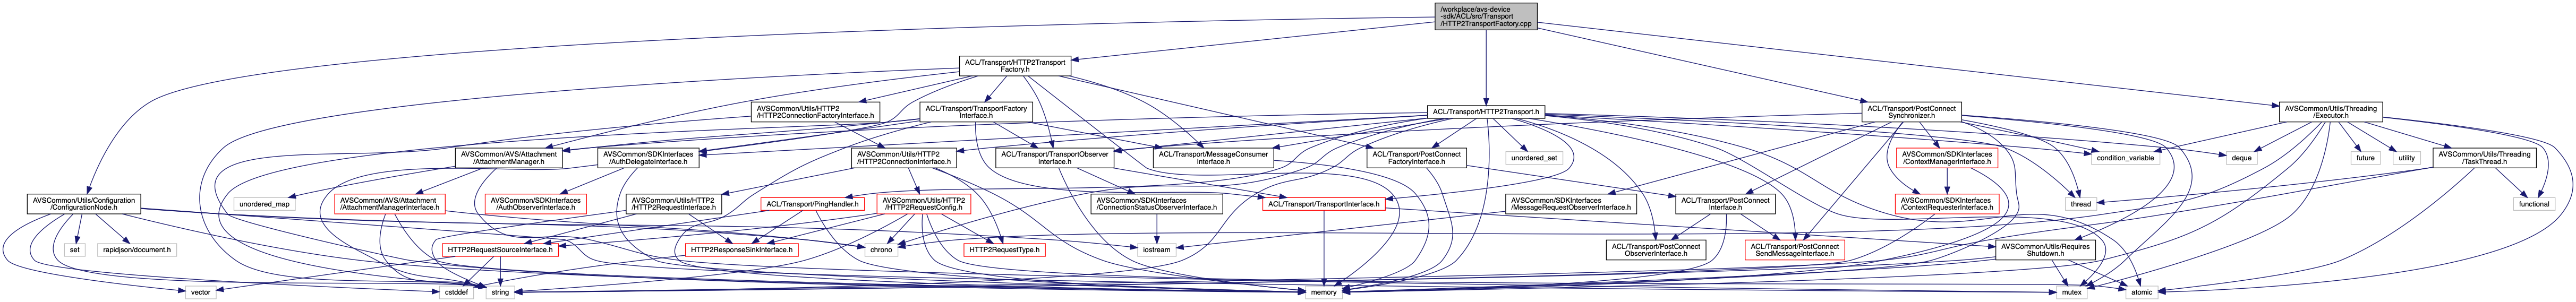 /workplace/avs-device
-sdk/ACL/src/Transport
/HTTP2TransportFactory.cpp
ACL/Transport/HTTP2Transport
Factory.h
AVSCommon/Utils/HTTP2
/HTTP2ConnectionFactoryInterface.h
ACL/Transport/TransportFactory
Interface.h
ACL/Transport/HTTP2Transport.h
ACL/Transport/PostConnect
Synchronizer.h
AVSCommon/Utils/Threading
/Executor.h
AVSCommon/AVS/Attachment
/AttachmentManager.h
AVSCommon/SDKInterfaces
/AuthDelegateInterface.h
AVSCommon/Utils/HTTP2
/HTTP2ConnectionInterface.h
ACL/Transport/TransportObserver
Interface.h
ACL/Transport/MessageConsumer
Interface.h
ACL/Transport/PostConnect
FactoryInterface.h
unordered_set
AVSCommon/SDKInterfaces
/ContextManagerInterface.h
condition_variable
deque
future
utility
AVSCommon/Utils/Threading
/TaskThread.h
AVSCommon/Utils/Configuration
/ConfigurationNode.h
unordered_map
AVSCommon/AVS/Attachment
/AttachmentManagerInterface.h
AVSCommon/SDKInterfaces
/AuthObserverInterface.h
AVSCommon/Utils/HTTP2
/HTTP2RequestInterface.h
ACL/Transport/PingHandler.h
AVSCommon/Utils/HTTP2
/HTTP2RequestConfig.h
AVSCommon/SDKInterfaces
/ConnectionStatusObserverInterface.h
ACL/Transport/TransportInterface.h
AVSCommon/SDKInterfaces
/MessageRequestObserverInterface.h
ACL/Transport/PostConnect
Interface.h
AVSCommon/SDKInterfaces
/ContextRequesterInterface.h
thread
functional
set
rapidjson/document.h
HTTP2RequestSourceInterface.h
HTTP2ResponseSinkInterface.h
chrono
HTTP2RequestType.h
iostream
ACL/Transport/PostConnect
ObserverInterface.h
ACL/Transport/PostConnect
SendMessageInterface.h
AVSCommon/Utils/Requires
Shutdown.h
vector
cstddef
string
memory
mutex
atomic